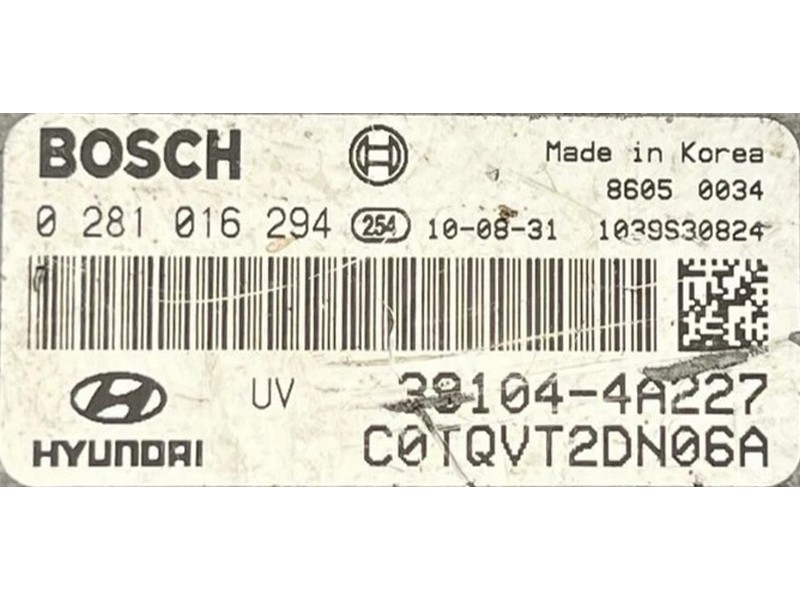 BOSCH
Made in Korea
8605 0034
0 281 016 294 254 10-08-31 1039S30824
UV 39104-4A227
HYUNDAI C0TQVT2DN06A